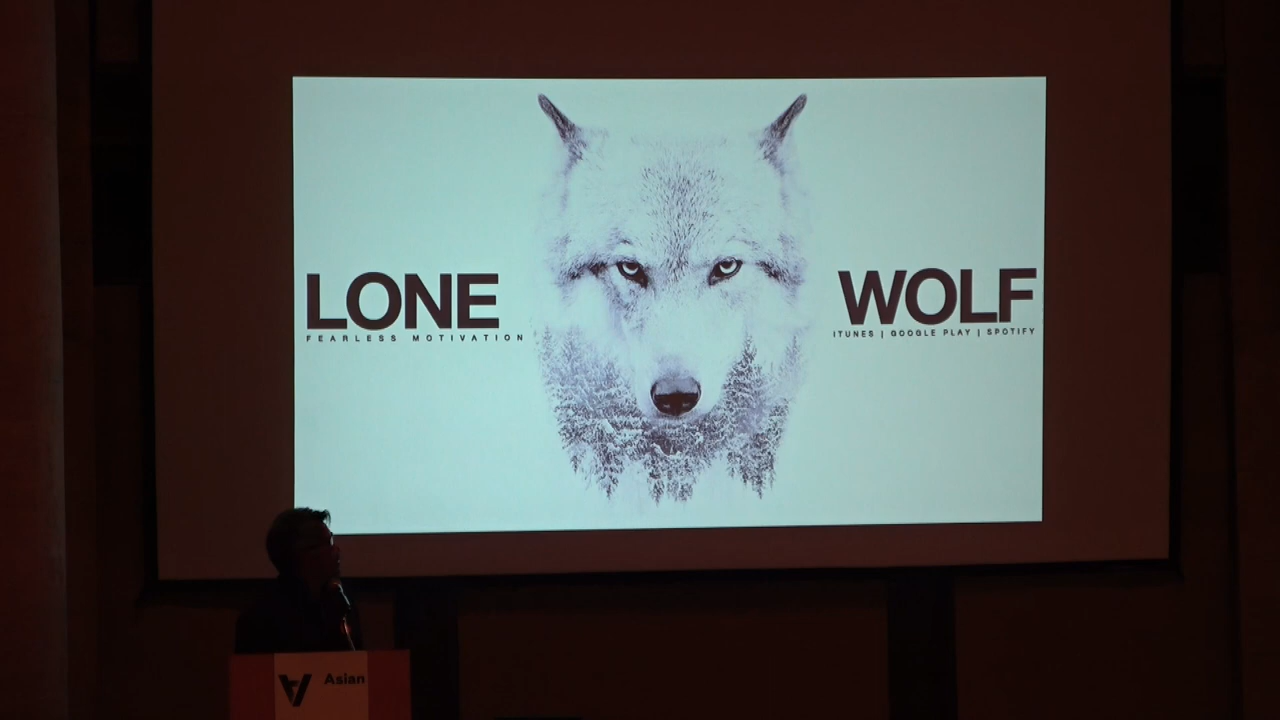 LONE
FEARLESS MOTIVATION
WOLF
ITUNES | GOOGLE PLAY | SPOTIFY
Asian